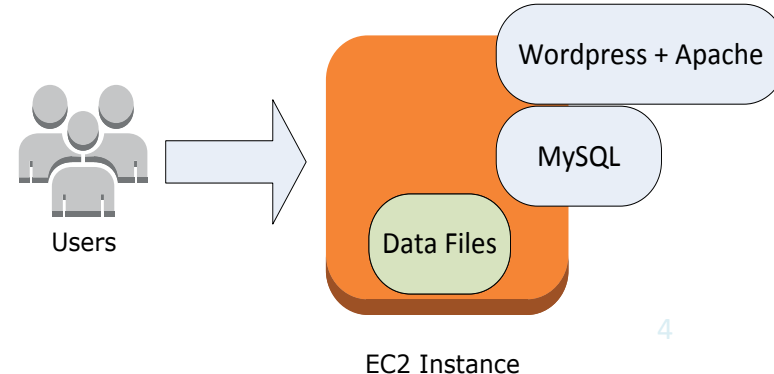 Wordpress + Apache
MySQL
Users
Data Files
4
EC2 Instance